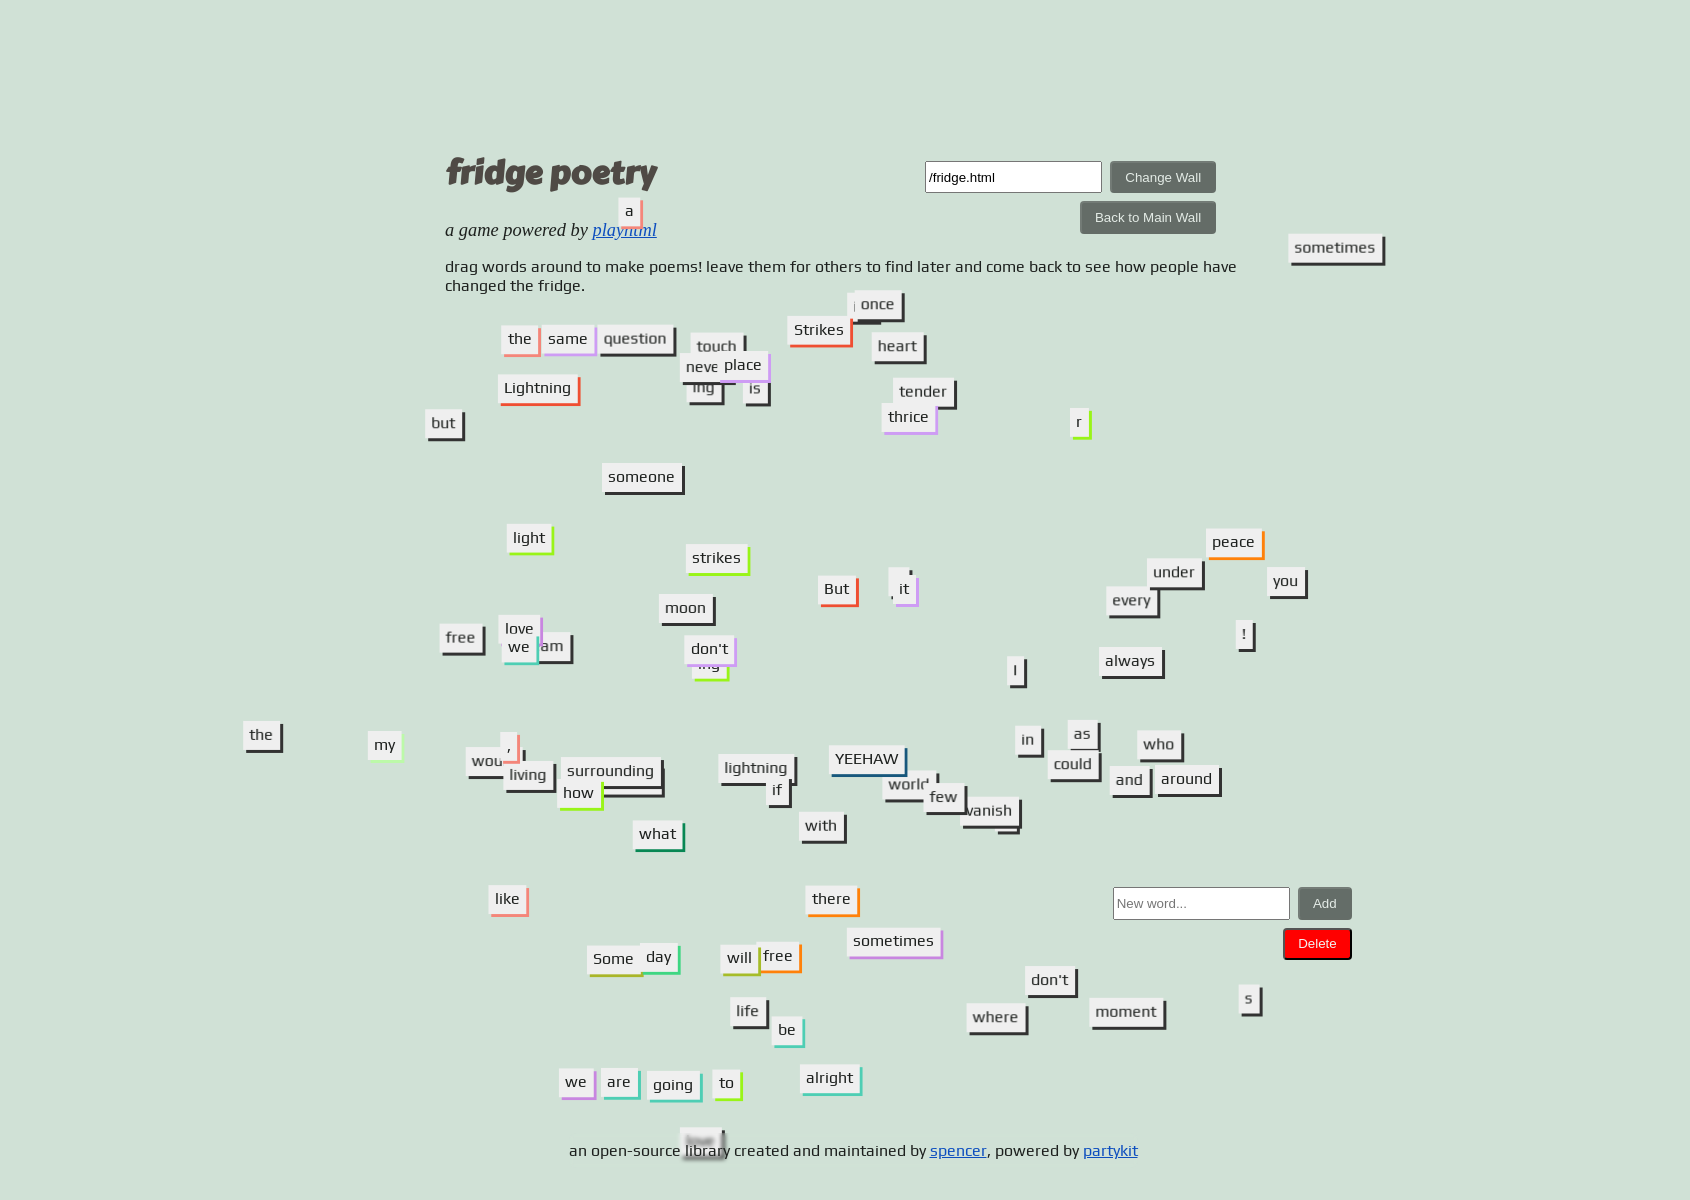 fridge poetry
/fridge.html
Change Wall
a
Back to Main Wall
a game powered by playhtml
sometimes
drag words around to make poems! leave them for others to find later and come back to see how people have
changed the fridge.
once
Strikes
the same question
touch
heart
neve place
Lightning
ing is
tender
thrice
but
r
someone
light
strikes
peace
under
you
But
it
every
moon
love
free
we am
!
don't
ing
always
I
the
my
,
in
as
who
wou
living
surrounding
how
lightning
if
YEEHAW
world
few
vanish
could
and
around
with
what
like
there
New word...
Add
sometimes
Delete
Some day
will free
don't
life
be
where
moment
s
we are going to
alright
love
an open-source library created and maintained by spencer, powered by partykit